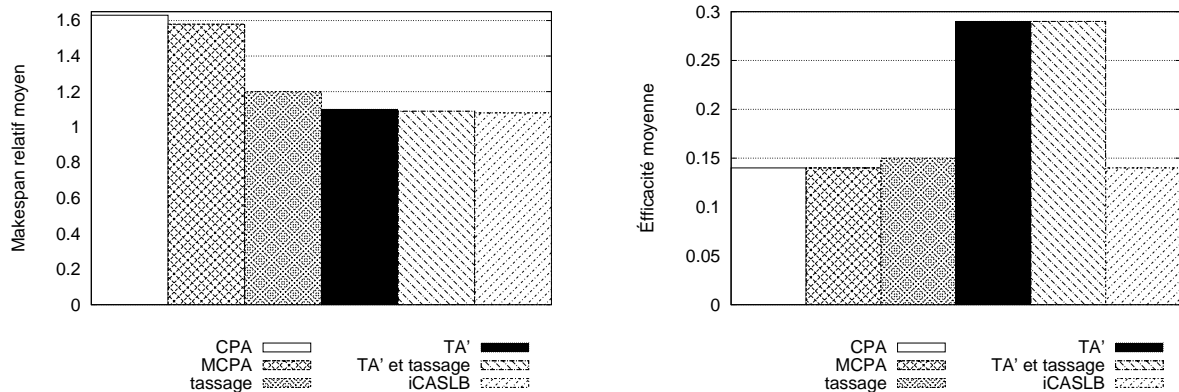 Makespan relatif moyen
1.6
1.4
1.2
1
0.8
0.6
0.4
0.2
0
CPA
MCPA
tassage
TA'
TA' et tassage
iCASLB
Éfficacité moyenne
0.3
0.25
0.2
0.15
0.1
0.05
0
CPA
MCPA
tassage
TA'
TA' et tassage
iCASLB